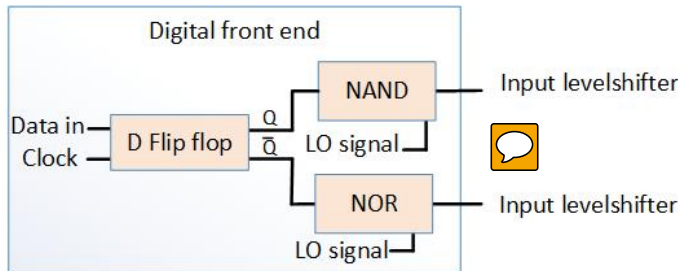 Digital front end
NAND
Input levelshifter
Q
Data in
D Flip flop
LO signal
Q̅
Clock
NOR
Input levelshifter
LO signal